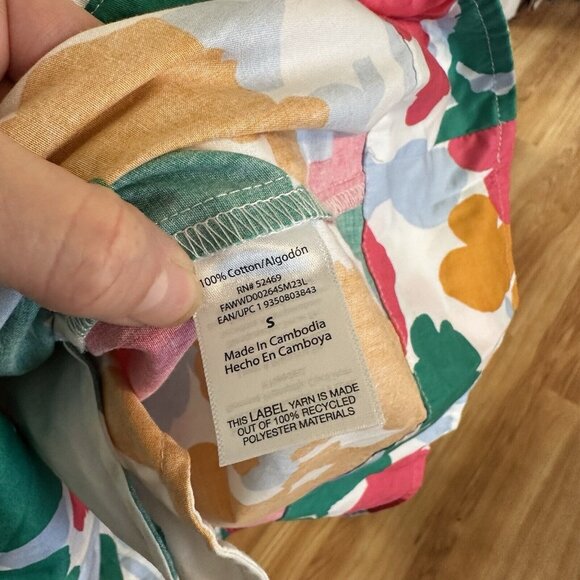 100% Cotton/Algodón
RN# 52469
FAWWD00264SM23L
EAN/UPC 1 9350803843
S
Made In Cambodia
Hecho En Camboya
THIS LABEL YARN IS MADE
OUT OF 100% RECYCLED
POLYESTER MATERIALS